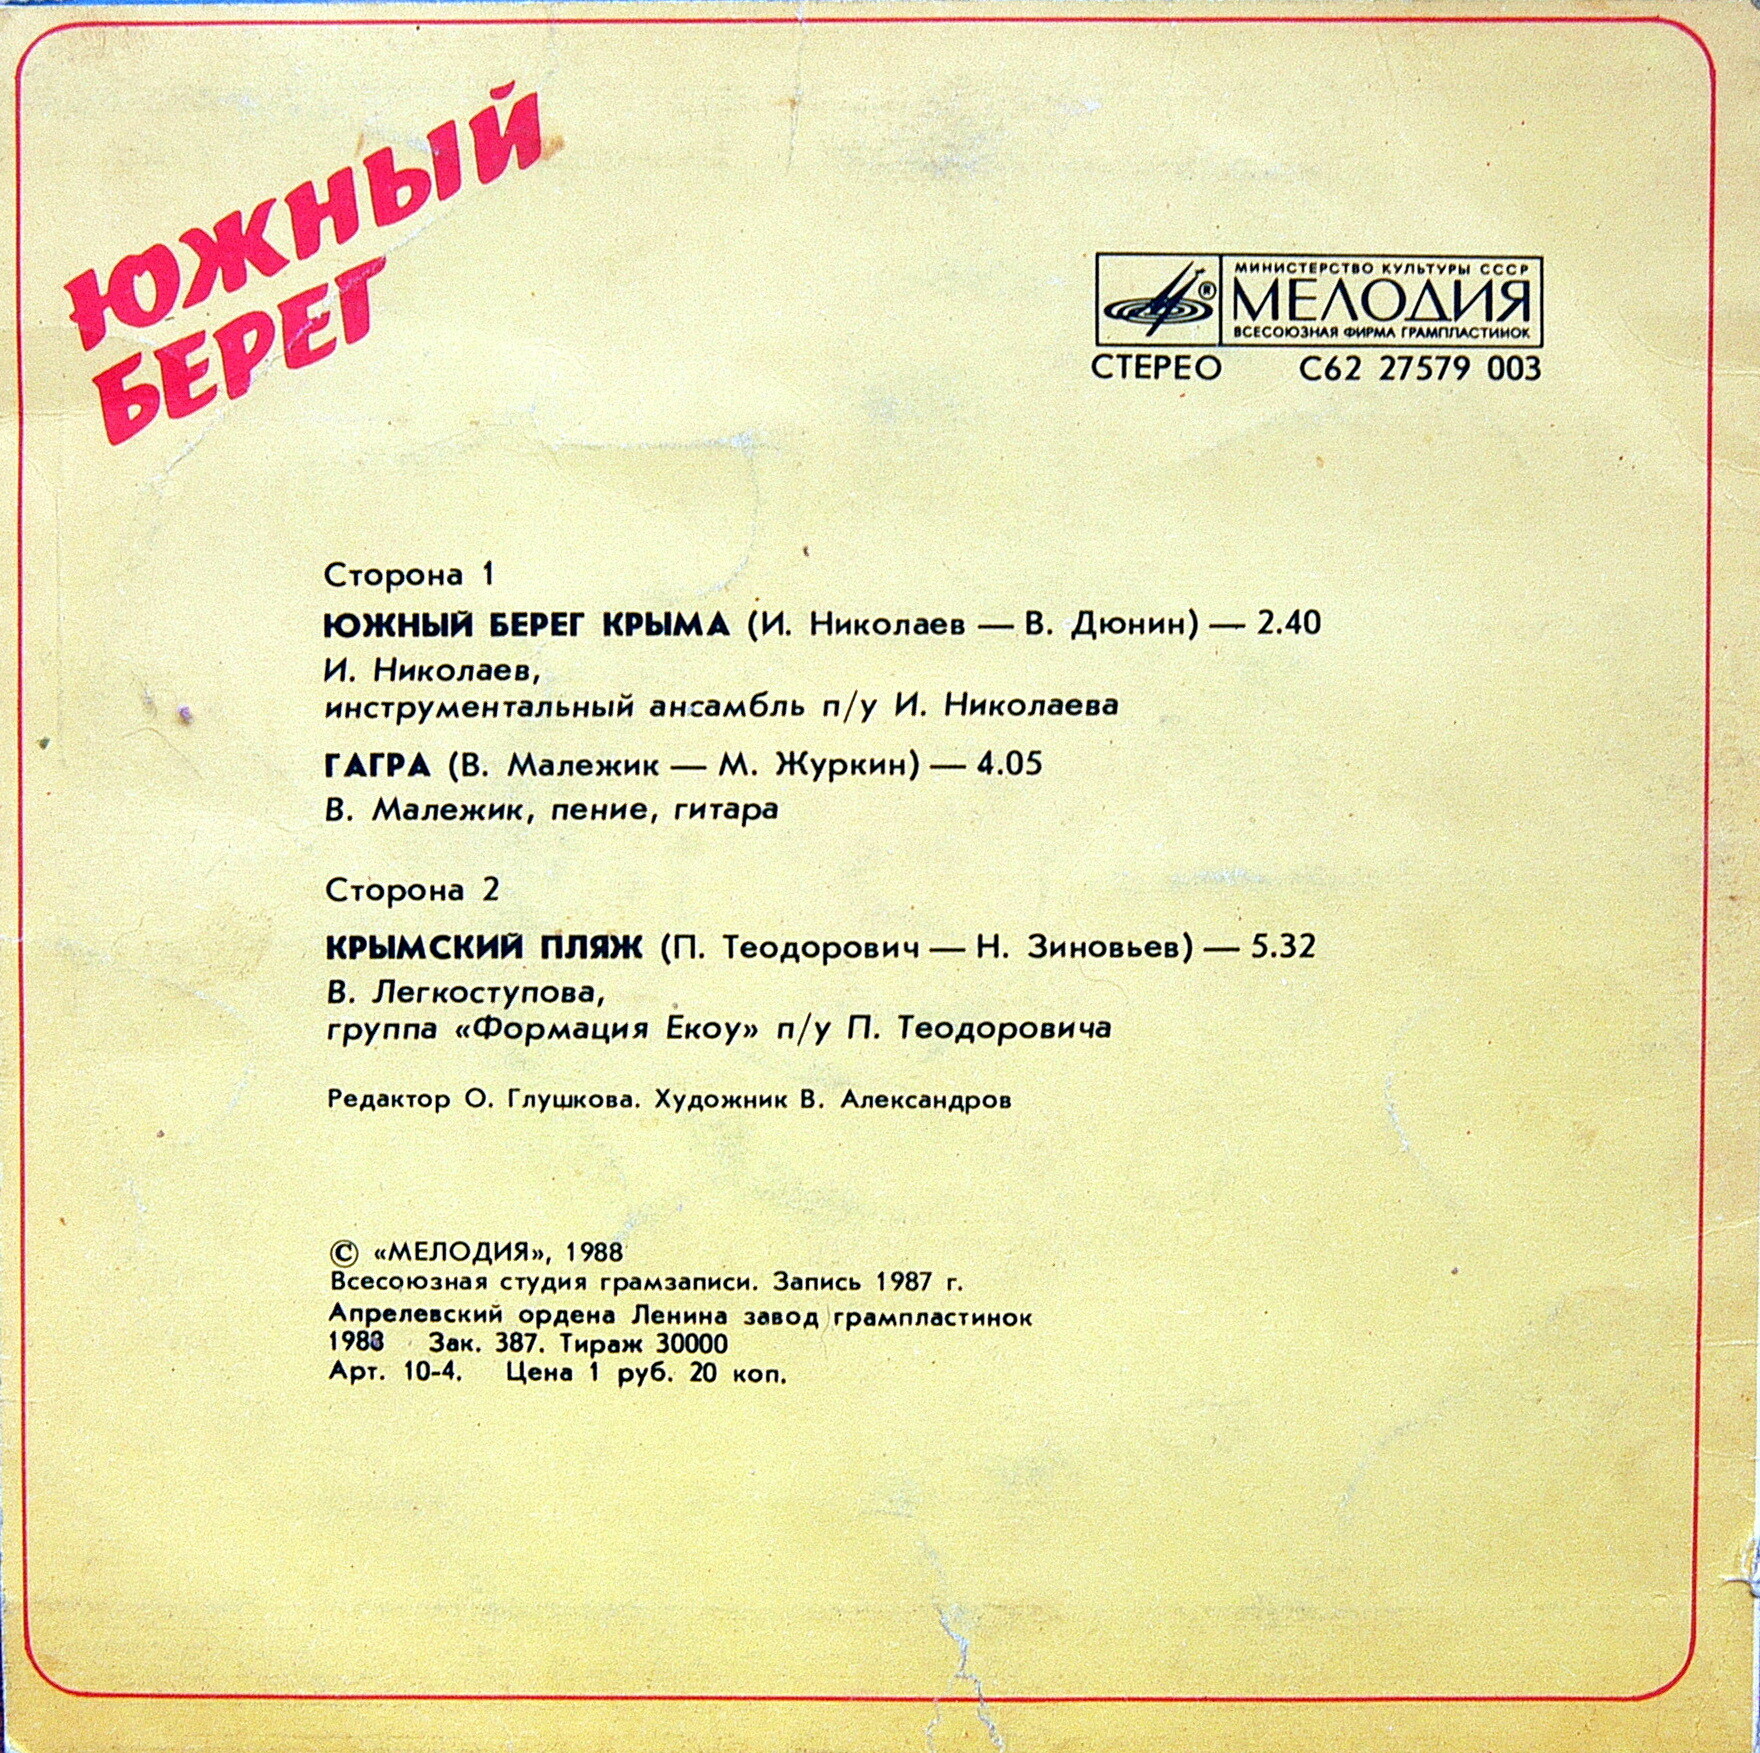 ЮЖНЫЙ
БЕРЕГ
МИНИСТЕРСТВО КУЛЬТУРЫ СССР
МЕЛОДИЯ
®
ВСЕСОЮЗНАЯ ФИРМА ГРАМПЛАСТИНОК
СТЕРЕО С62 27579 003
Сторона 1
ЮЖНЫЙ БЕРЕГ КРЫМА (И. Николаев — В. Дюнин) — 2.40
И. Николаев,
инструментальный ансамбль п/у И. Николаева
ГАГРА (В. Малежик — М. Журкин) — 4.05
В. Малежик, пение, гитара
Сторона 2
КРЫМСКИЙ ПЛЯЖ (П. Теодорович — Н. Зиновьев) — 5.32
В. Легкоступова,
группа «Формация Екоу» п/у П. Теодоровича
Редактор О. Глушкова. Художник В. Александров
© «МЕЛОДИЯ», 1988
Всесоюзная студия грамзаписи. Запись 1987 г.
Апрелевский ордена Ленина завод грампластинок
1988 Зак. 387. Тираж 30000
Арт. 10-4. Цена 1 руб. 20 коп.